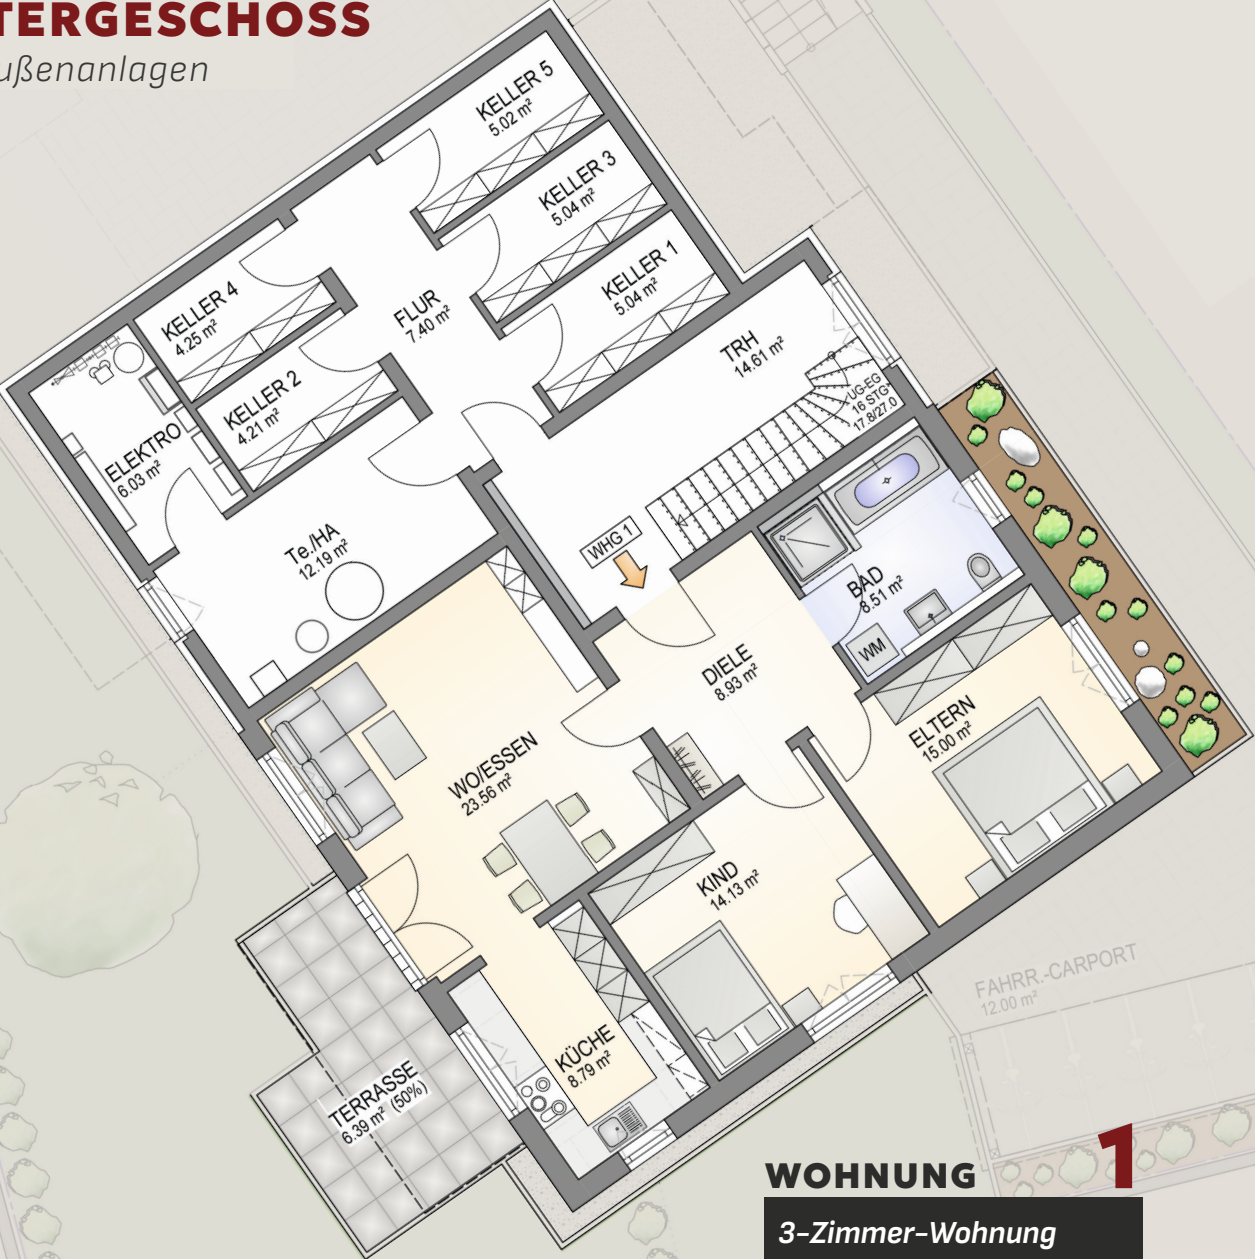 TERGESCHOSS
ußenanlagen
KELLER 5
5.02 m²
KELLER 3
5.04 m²
KELLER 1
5.04 m²
KELLER 4
4.25 m²
FLUR
7.40 m²
KELLER 2
4.21 m²
TRH
14.61 m²
UG-EG
16 STG
17.8/27.0
ELEKTRO
6.03 m²
Te./HA
12.19 m²
WHG 1
BAD
8.51 m²
WM
DIELE
8.93 m²
ELTERN
15.00 m²
WO/ESSEN
23.56 m²
KIND
14.13 m²
FAHRR.-CARPORT
12.00 m²
KÜCHE
8.79 m²
TERRASSE
6.39 m² (50%)
WOHNUNG 1
3-Zimmer-Wohnung